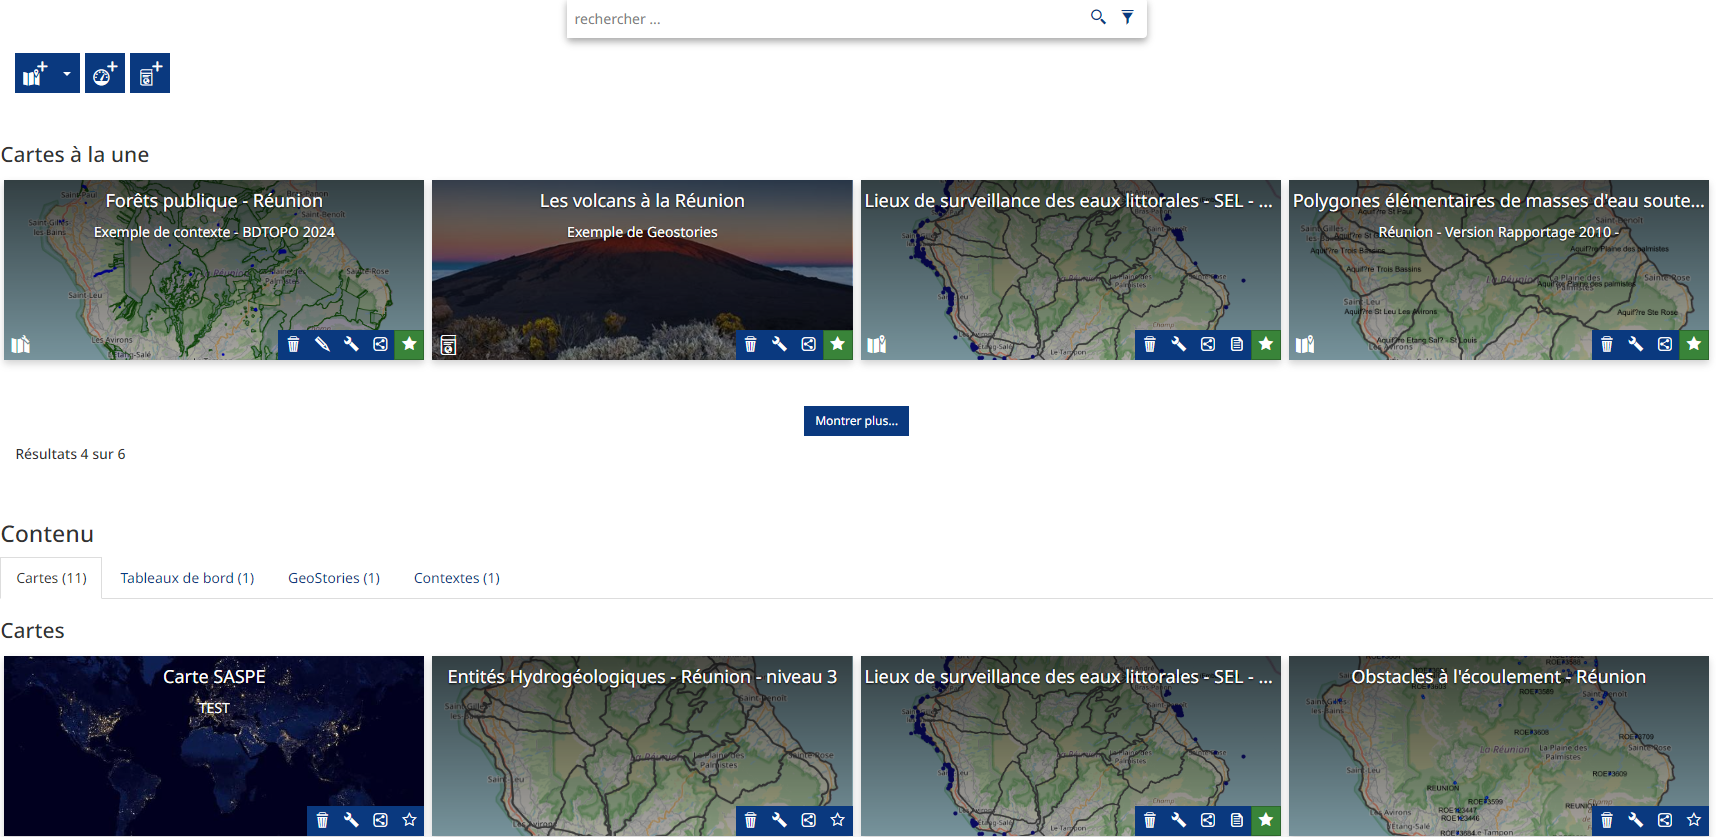 rechercher ...
Cartes à la une
Forêts publique - Réunion
Exemple de contexte - BDTOPO 2024
Les volcans à la Réunion
Exemple de Geostories
Lieux de surveillance des eaux littorales - SEL - ...
Polygones élémentaires de masses d'eau soute...
Réunion - Version Rapportage 2010 -
Montrer plus...
Résultats 4 sur 6
Contenu
Cartes (11)
Tableaux de bord (1)
GeoStories (1)
Contextes (1)
Cartes
Carte SASPE
TEST
Entités Hydrogéologiques - Réunion - niveau 3
Lieux de surveillance des eaux littorales - SEL - ...
Obstacles à l'écoulement - Réunion